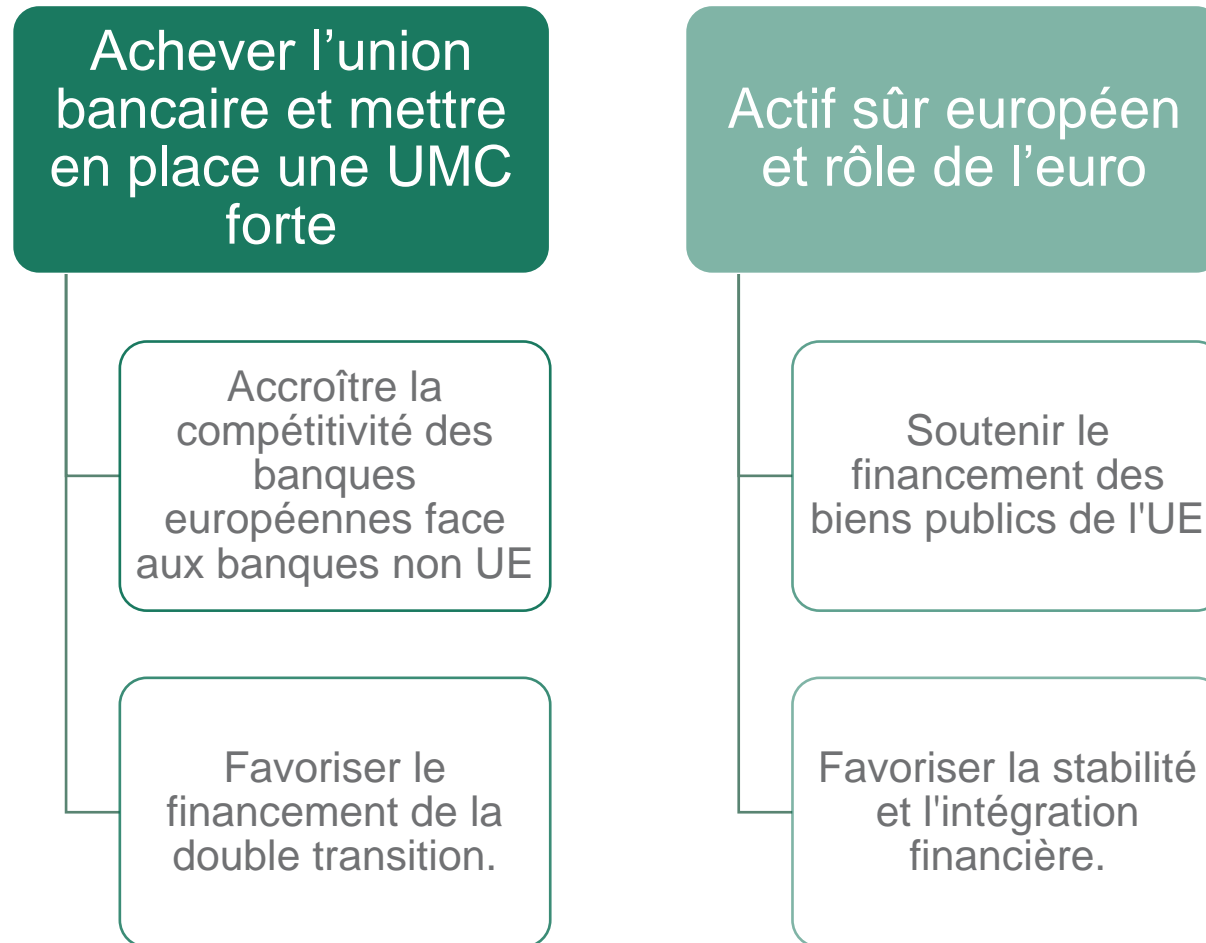 Achever l’union
bancaire et mettre
en place une UMC
forte
Accroître la
compétitivité des
banques
européennes face
aux banques non UE
Favoriser le
financement de la
double transition.
Actif sûr européen
et rôle de l’euro
Soutenir le
financement des
biens publics de l'UE
Favoriser la stabilité
et l'intégration
financière.